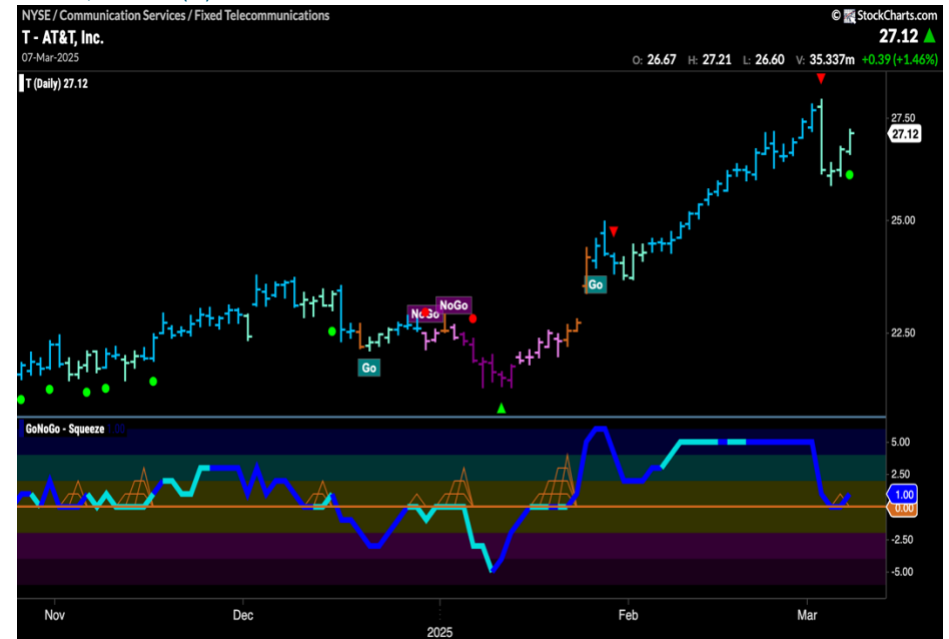 NYSE / Communication Services / Fixed Telecommunications
© StockCharts.com
T - AT&T, Inc.
27.12
07-Mar-2025
O: 26.67 H: 27.21 L: 26.60 V: 35.337m +0.39 (+1.46%)
T (Daily) 27.12
27.50
27.12
25.00
NoGo
NoGo
Go
22.50
Go
GoNoGo - Squeeze 1.00
5.00
2.50
1.00
0.00
-2.50
-5.00
Nov
Dec
2025
Feb
Mar